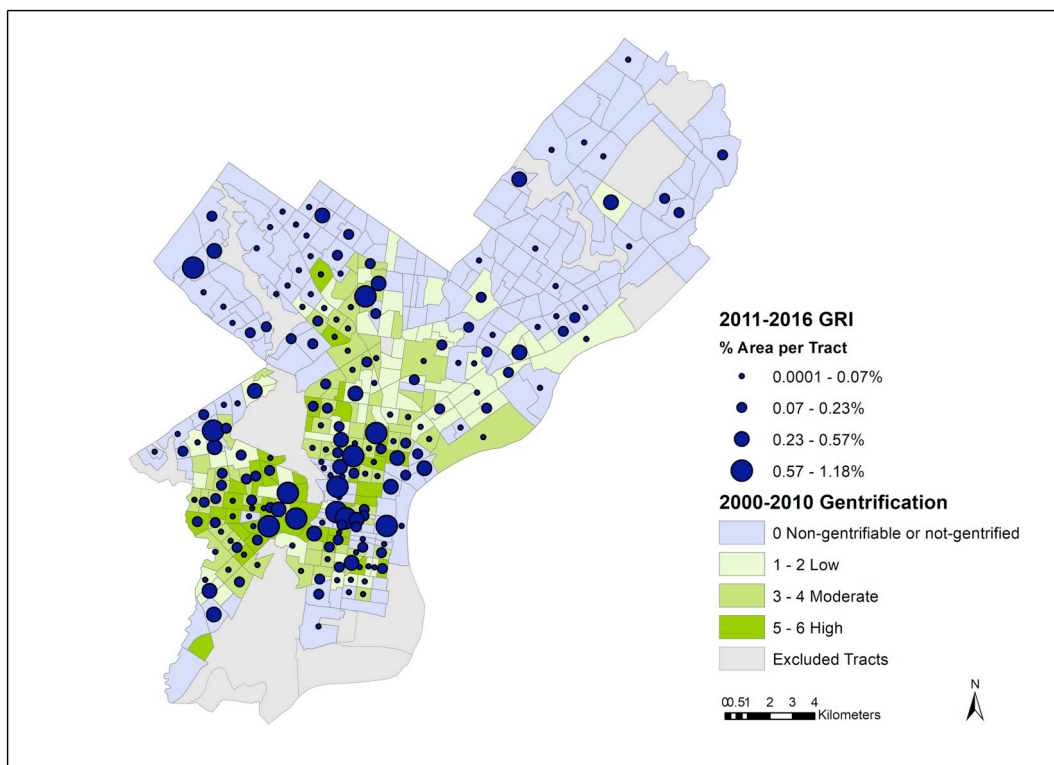 2011-2016 GRI
% Area per Tract
0.0001 - 0.07%
0.07 - 0.23%
0.23 - 0.57%
0.57 - 1.18%
2000-2010 Gentrification
0 Non-gentrifiable or not-gentrified
1 - 2 Low
3 - 4 Moderate
5 - 6 High
Excluded Tracts
N
00.51 2 3 4
Kilometers